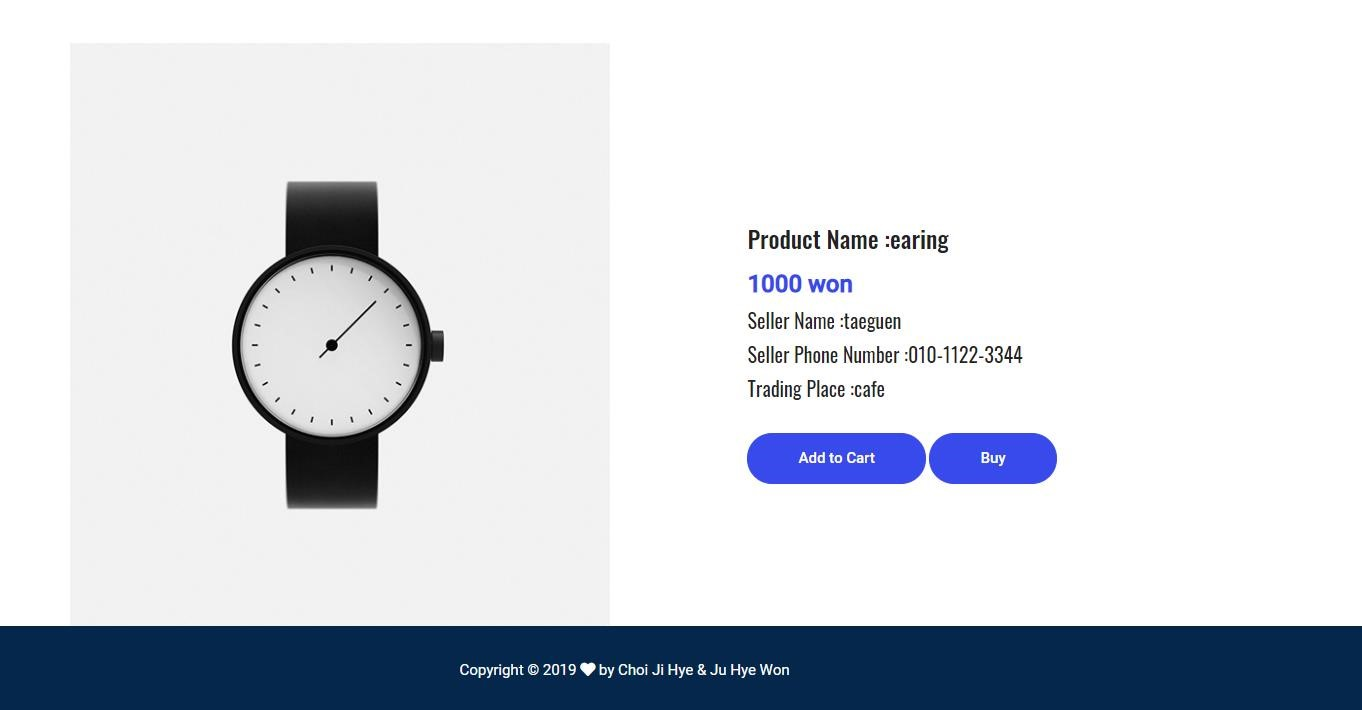 Product Name :earing
1000 won
Seller Name :taeguen
Seller Phone Number :010-1122-3344
Trading Place :cafe
Add to Cart
Buy
Copyright © 2019 ♥ by Choi Ji Hye & Ju Hye Won